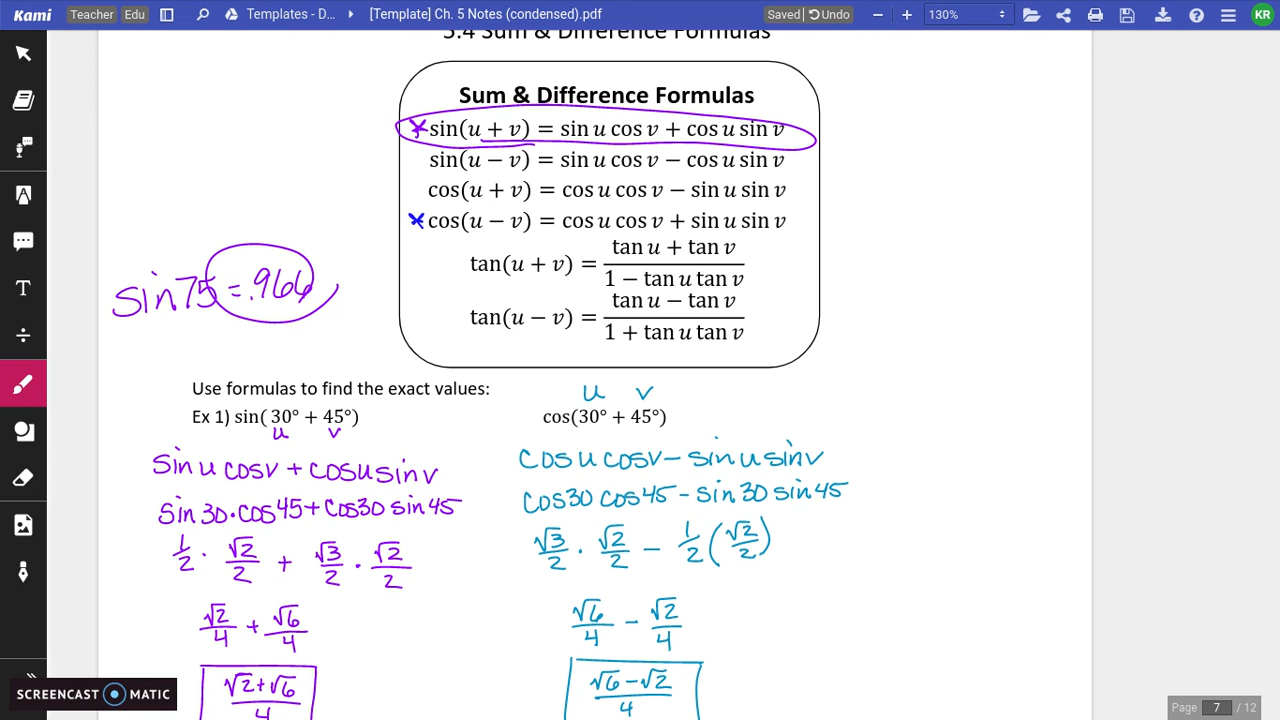 Kami Teacher Edu Templates - D... [Template] Ch. 5 Notes (condensed).pdf Saved Undo 130% KR
5.4 Sum & Difference Formulas
Sum & Difference Formulas
* sin(u + v) = sin u cos v + cos u sin v
sin(u − v) = sin u cos v − cos u sin v
cos(u + v) = cos u cos v − sin u sin v
* cos(u − v) = cos u cos v + sin u sin v
tan(u + v) = (tan u + tan v)/(1 − tan u tan v)
tan(u − v) = (tan u − tan v)/(1 + tan u tan v)
sin75 = .966
Use formulas to find the exact values:
Ex 1) sin( 30° + 45°)
u v
sin u cos v + cos u sin v
sin 30 · cos 45 + cos 30 sin 45
1/2 · √2/2 + √3/2 · √2/2
√2/4 + √6/4
(√2+√6)/4
u v
cos(30° + 45°)
cos u cos v − sin u sin v
cos30 cos45 − sin 30 sin 45
√3/2 · √2/2 − 1/2 (√2/2)
√6/4 − √2/4
(√6−√2)/4
SCREENCAST MATIC
Page 7 / 12